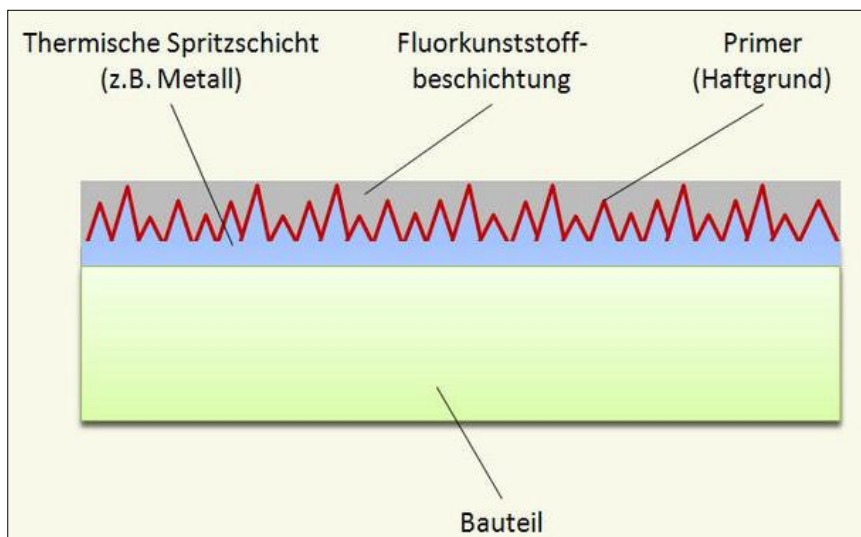 Thermische Spritzschicht
(z.B. Metall)
Fluorkunststoff-
beschichtung
Primer
(Haftgrund)
Bauteil